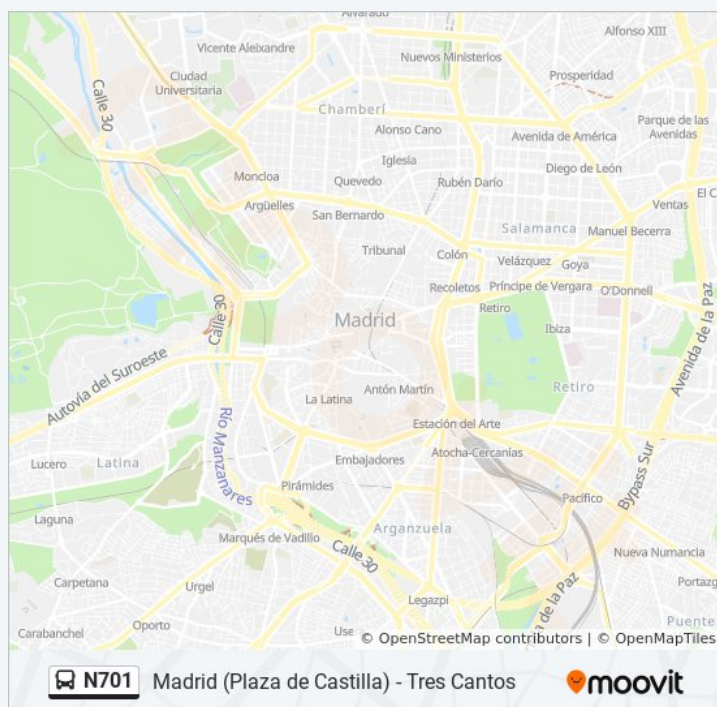 Alvarado
Alfonso XIII
Vicente Aleixandre
Nuevos Ministerios
Calle 30
Ciudad
Universitaria
Prosperidad
Chamberí
Parque de las
Avenidas
Alonso Cano
Avenida de América
Iglesia
Diego de León
Moncloa
Quevedo
Rubén Darío
El C
Argüelles
San Bernardo
Ventas
Salamanca
Manuel Becerra
Tribunal
Colón
Velázquez
Goya
Recoletos
Príncipe de Vergara
O'Donnell
Calle 30
Retiro
Madrid
Ibiza
Avenida de la Paz
Autovía del Suroeste
Antón Martín
Retiro
La Latina
Estación del Arte
Río Manzanares
Atocha-Cercanías
Lucero
Latina
Embajadores
Bypass Sur
Pirámides
Pacífico
Laguna
Arganzuela
Marqués de Vadillo
Calle 30
Nueva Numancia
Carpetana
Urgel
Portazg
Legazpi
a de la Paz
Oporto
Use
Puente
Carabanchel
© OpenStreetMap contributors | © OpenMapTiles
N701 Madrid (Plaza de Castilla) - Tres Cantos
moovit